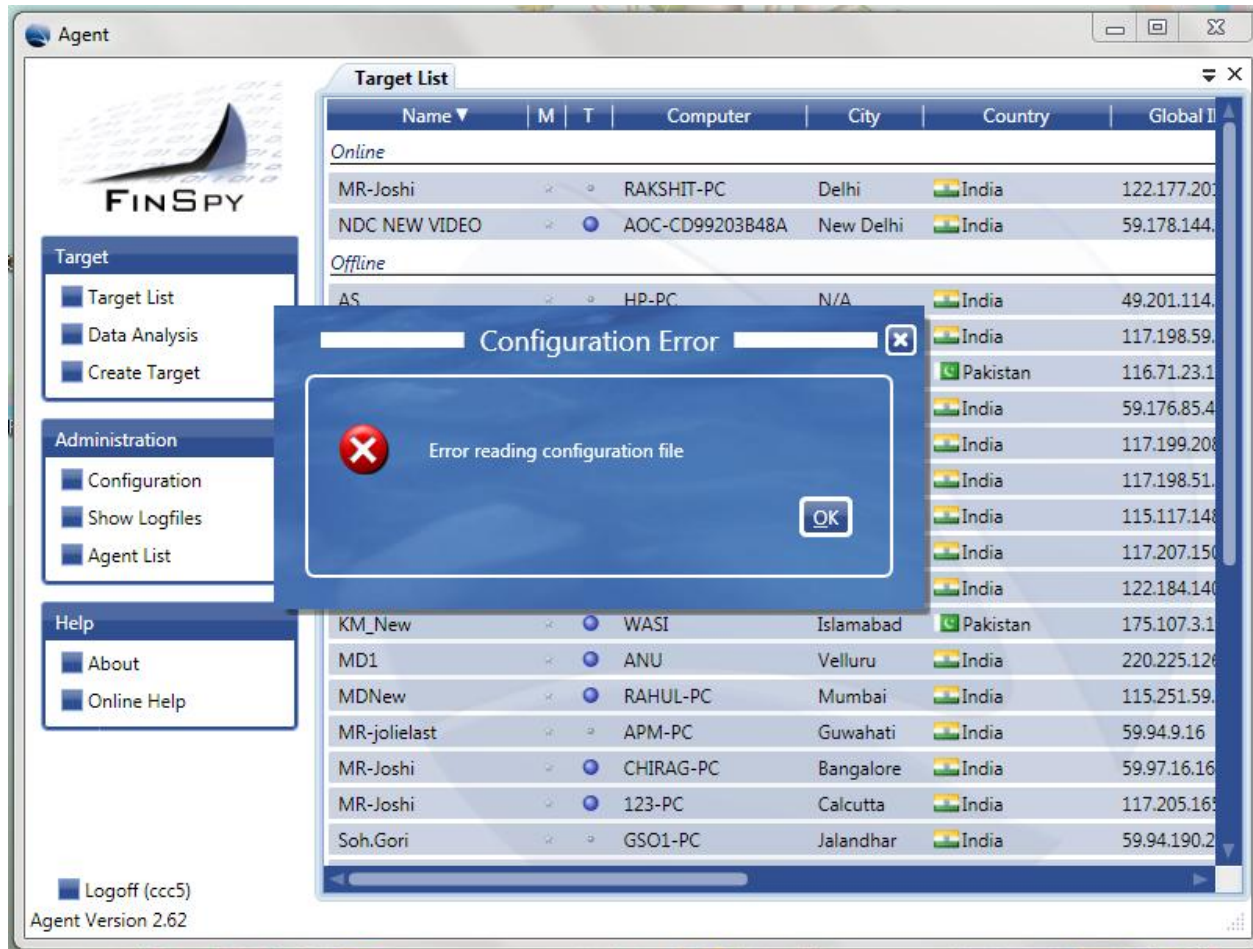 Agent
FINSPY
Target
Target List
Data Analysis
Create Target
Administration
Configuration
Show Logfiles
Agent List
Help
About
Online Help
Logoff (ccc5)
Agent Version 2.62
Target List
Name M T Computer City Country Global
Online
MR-Joshi RAKSHIT-PC Delhi India 122.177.201
NDC NEW VIDEO AOC-CD99203B48A New Delhi India 59.178.144.
Offline
AS HP-PC N/A India 49.201.114.
India 117.198.59.
Pakistan 116.71.23.1
India 59.176.85.4
India 117.199.208
India 117.198.51.
India 115.117.148
India 117.207.150
India 122.184.140
KM_New WASI Islamabad Pakistan 175.107.3.1
MD1 ANU Velluru India 220.225.126
MDNew RAHUL-PC Mumbai India 115.251.59.
MR-jolielast APM-PC Guwahati India 59.94.9.16
MR-Joshi CHIRAG-PC Bangalore India 59.97.16.16
MR-Joshi 123-PC Calcutta India 117.205.165
Soh.Gori GSO1-PC Jalandhar India 59.94.190.2
Configuration Error
Error reading configuration file
OK